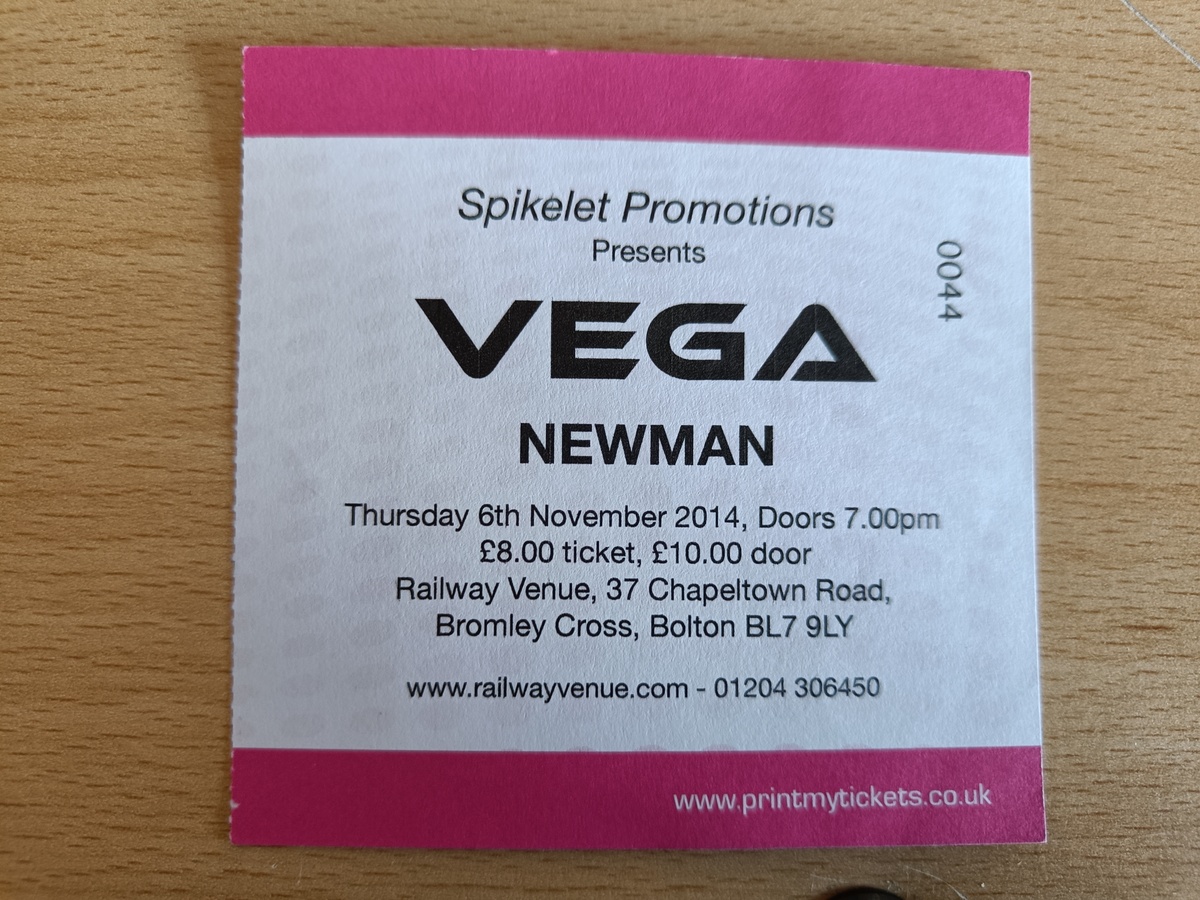 Spikelet Promotions
Presents
0044
VEGA
NEWMAN
Thursday 6th November 2014, Doors 7.00pm
£8.00 ticket, £10.00 door
Railway Venue, 37 Chapeltown Road,
Bromley Cross, Bolton BL7 9LY
www.railwayvenue.com - 01204 306450
www.printmytickets.co.uk